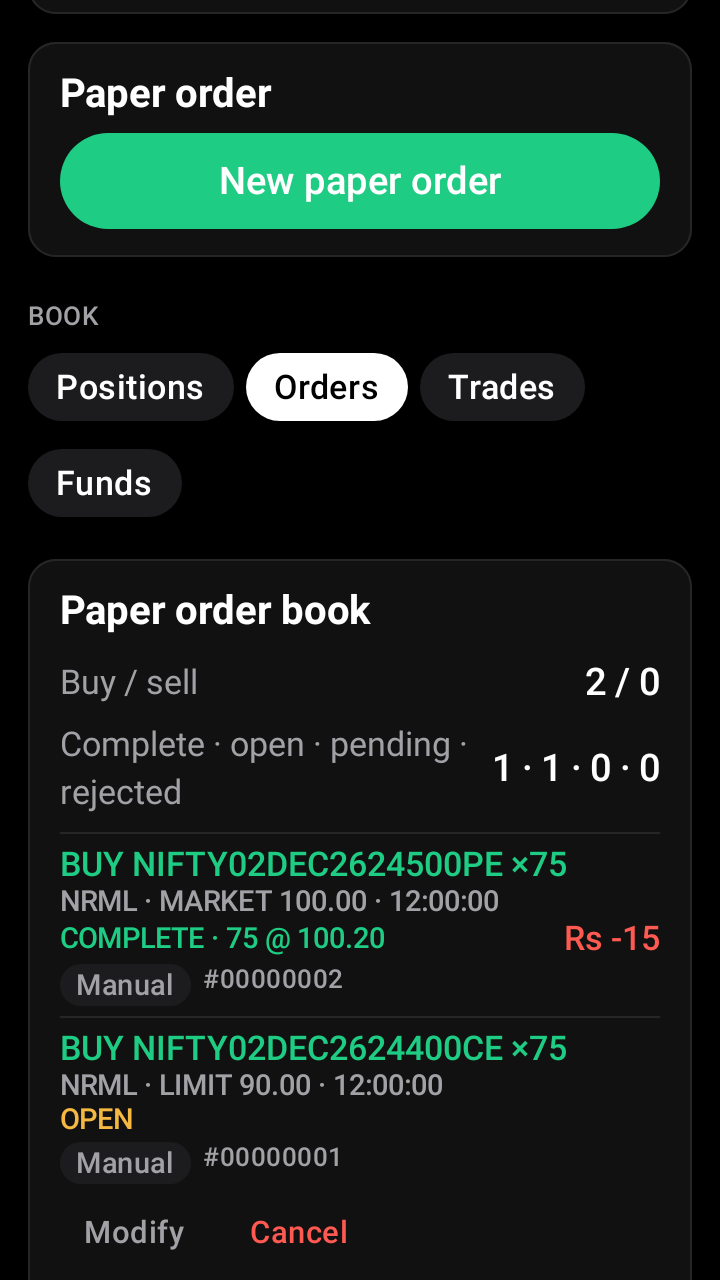 Paper order
New paper order
BOOK
Positions
Orders
Trades
Funds
Paper order book
Buy / sell
2 / 0
Complete · open · pending · rejected
1 · 1 · 0 · 0
BUY NIFTY02DEC2624500PE ×75
NRML · MARKET 100.00 · 12:00:00
COMPLETE · 75 @ 100.20
Rs -15
Manual
#00000002
BUY NIFTY02DEC2624400CE ×75
NRML · LIMIT 90.00 · 12:00:00
OPEN
Manual
#00000001
Modify
Cancel